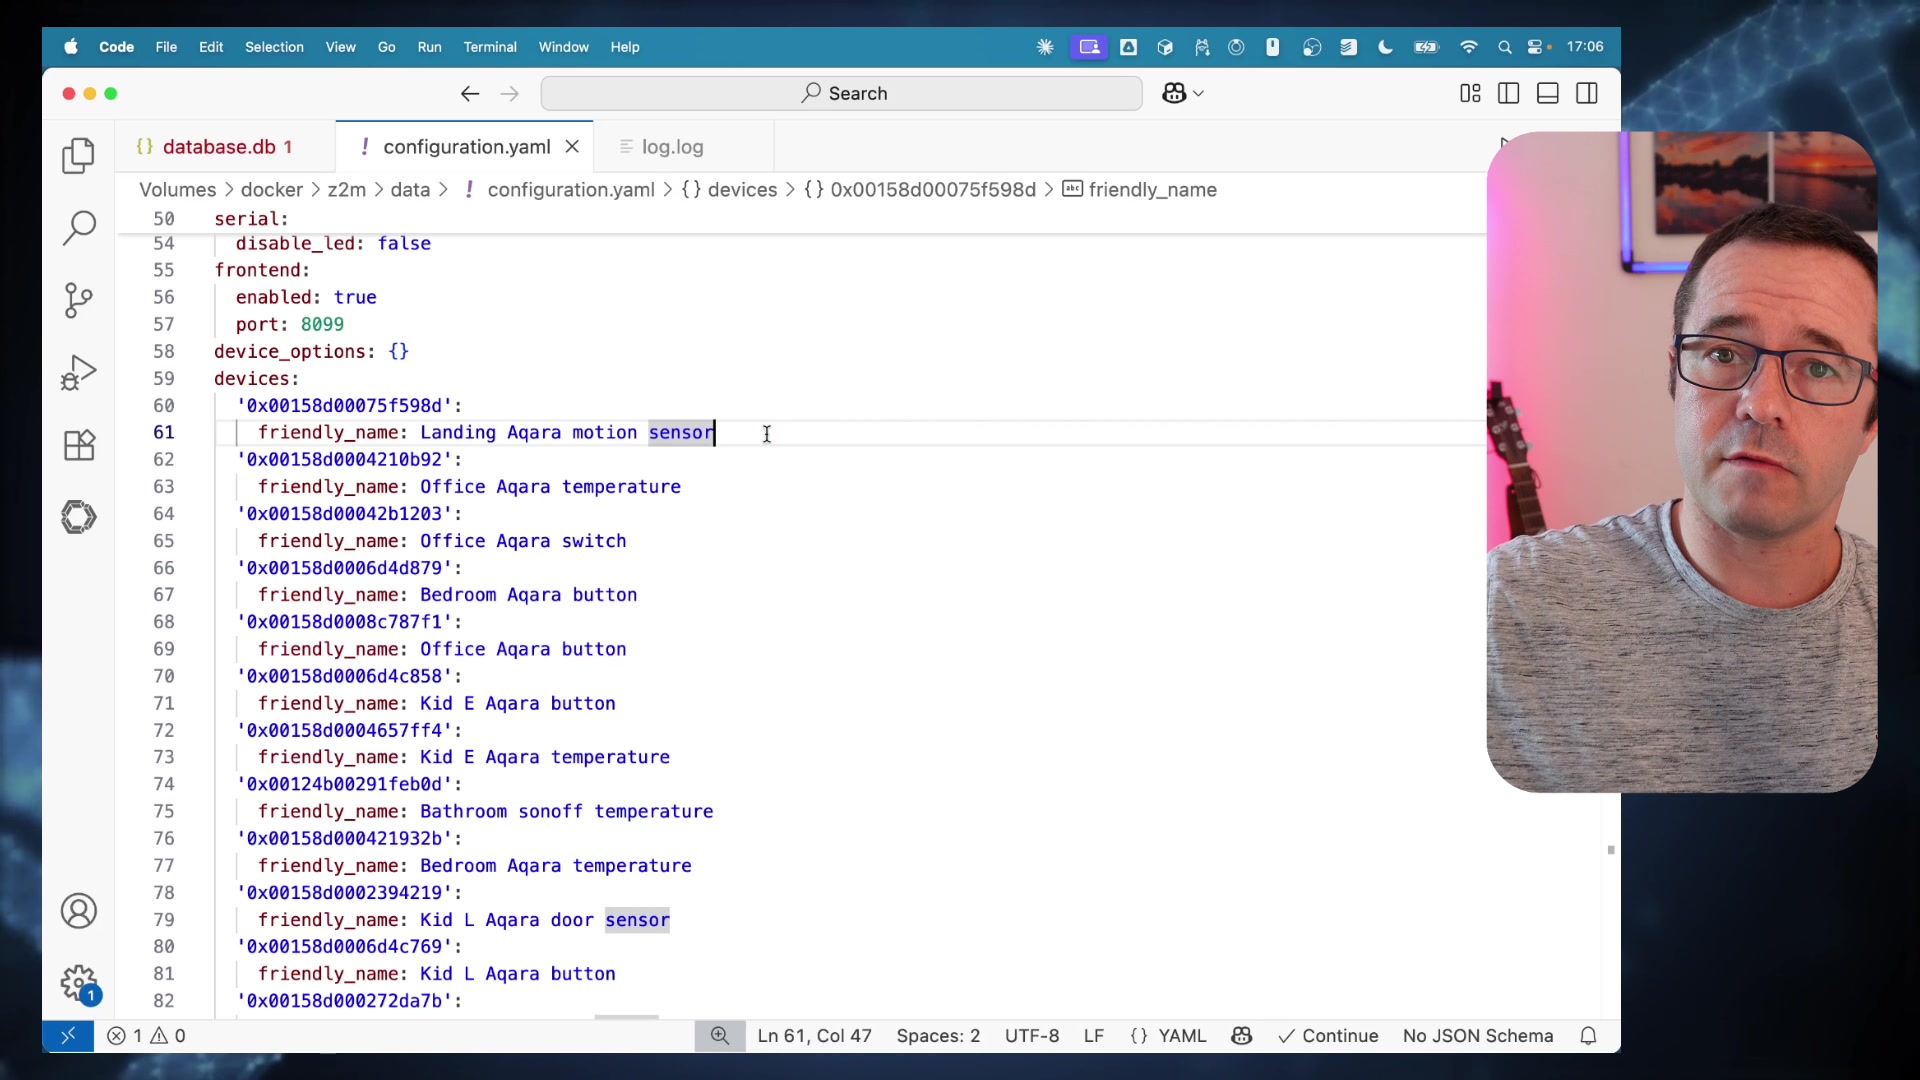 Code File Edit Selection View Go Run Terminal Window Help 17:06
Search
{} database.db 1 ! configuration.yaml log.log
Volumes > docker > z2m > data > ! configuration.yaml > {} devices > {} 0x00158d00075f598d > abc friendly_name
50 serial:
54 disable_led: false
55 frontend:
56 enabled: true
57 port: 8099
58 device_options: {}
59 devices:
60 '0x00158d00075f598d':
61 friendly_name: Landing Aqara motion sensor
62 '0x00158d0004210b92':
63 friendly_name: Office Aqara temperature
64 '0x00158d00042b1203':
65 friendly_name: Office Aqara switch
66 '0x00158d0006d4d879':
67 friendly_name: Bedroom Aqara button
68 '0x00158d0008c787f1':
69 friendly_name: Office Aqara button
70 '0x00158d0006d4c858':
71 friendly_name: Kid E Aqara button
72 '0x00158d0004657ff4':
73 friendly_name: Kid E Aqara temperature
74 '0x00124b00291feb0d':
75 friendly_name: Bathroom sonoff temperature
76 '0x00158d000421932b':
77 friendly_name: Bedroom Aqara temperature
78 '0x00158d0002394219':
79 friendly_name: Kid L Aqara door sensor
80 '0x00158d0006d4c769':
81 friendly_name: Kid L Aqara button
82 '0x00158d000272da7b':
1
1 0 Ln 61, Col 47 Spaces: 2 UTF-8 LF {} YAML Continue No JSON Schema